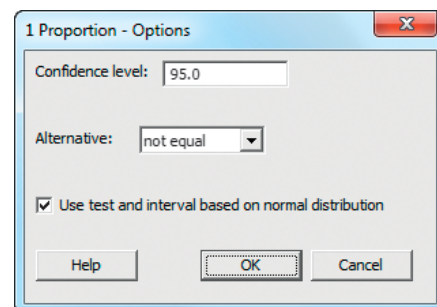 1 Proportion - Options
Confidence level: 95.0
Alternative: not equal
Use test and interval based on normal distribution
Help OK Cancel